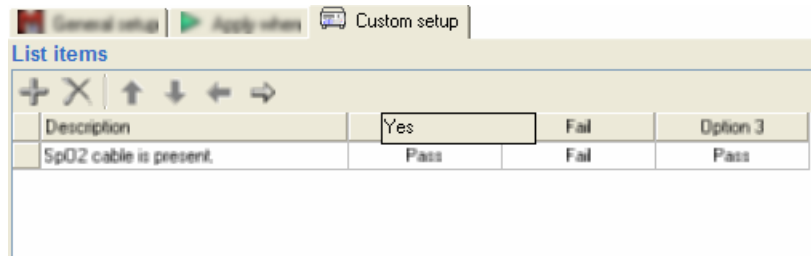 General setup Apply when Custom setup
List items
Description Yes Fail Option 3
SpO2 cable is present. Pass Fail Pass